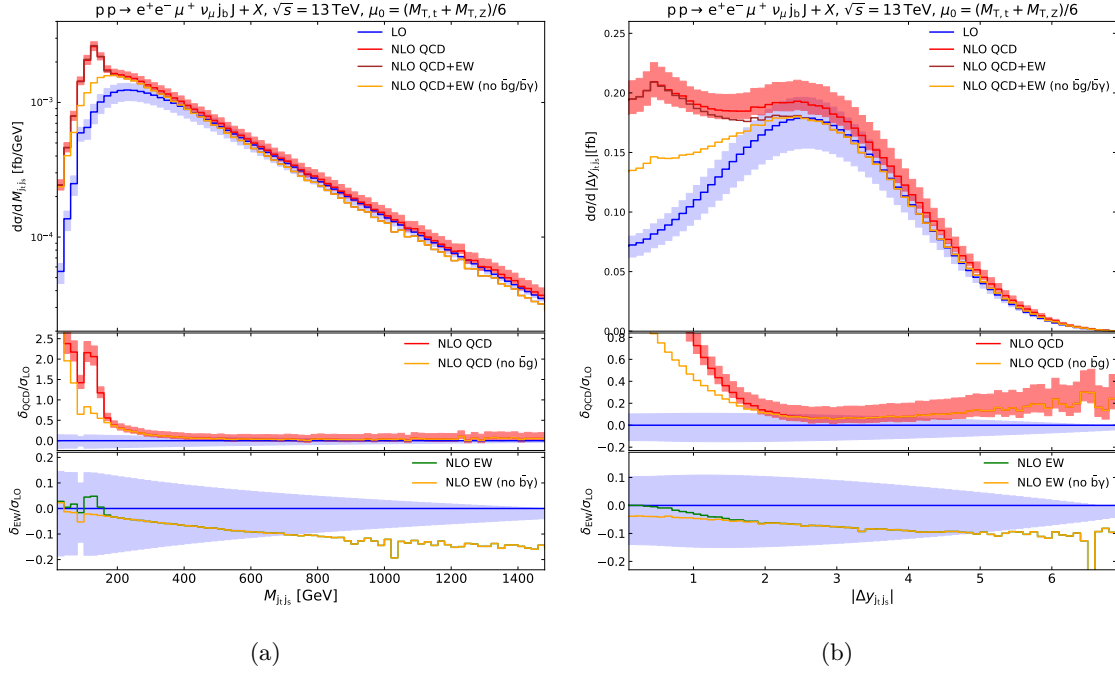 p p → e⁺e⁻ μ⁺ ν_μ j_b J + X, √s = 13 TeV, μ₀ = (M_T,t + M_T,Z)/6
LO
NLO QCD
NLO QCD+EW
NLO QCD+EW (no b̄g/b̄γ)
dσ/d M_jₜjₛ [fb/GeV]
10⁻³
10⁻⁴
NLO QCD
NLO QCD (no b̄g)
δ_QCD/σ_LO
2.5
2.0
1.5
1.0
0.5
0.0
NLO EW
NLO EW (no b̄γ)
δ_EW/σ_LO
0.2
0.1
0.0
−0.1
−0.2
200 400 600 800 1000 1200 1400
M_jₜjₛ [GeV]
(a)
p p → e⁺e⁻ μ⁺ ν_μ j_b J + X, √s = 13 TeV, μ₀ = (M_T,t + M_T,Z)/6
LO
NLO QCD
NLO QCD+EW
NLO QCD+EW (no b̄g/b̄γ)
dσ/d |Δy_jₜjₛ| [fb]
0.25
0.20
0.15
0.10
0.05
0.00
NLO QCD
NLO QCD (no b̄g)
δ_QCD/σ_LO
0.8
0.6
0.4
0.2
0.0
−0.2
NLO EW
NLO EW (no b̄γ)
δ_EW/σ_LO
0.1
0.0
−0.1
−0.2
1 2 3 4 5 6
|Δy_jₜjₛ|
(b)